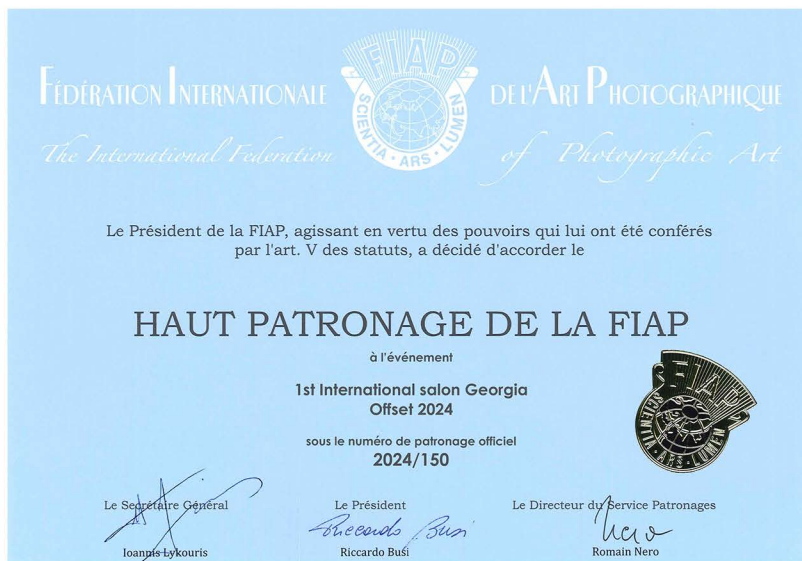 FÉDÉRATION INTERNATIONALE DE L'ART PHOTOGRAPHIQUE
FIAP
SCIENTIA · ARS · LUMEN
The International Federation of Photographic Art
Le Président de la FIAP, agissant en vertu des pouvoirs qui lui ont été conférés
par l'art. V des statuts, a décidé d'accorder le
HAUT PATRONAGE DE LA FIAP
à l'événement
1st International salon Georgia
Offset 2024
sous le numéro de patronage officiel
2024/150
FIAP
SCIENTIA · ARS · LUMEN
Le Secrétaire Général Le Président Le Directeur du Service Patronages
Riccardo Busi Nero
Ioannis Lykouris Riccardo Busi Romain Nero